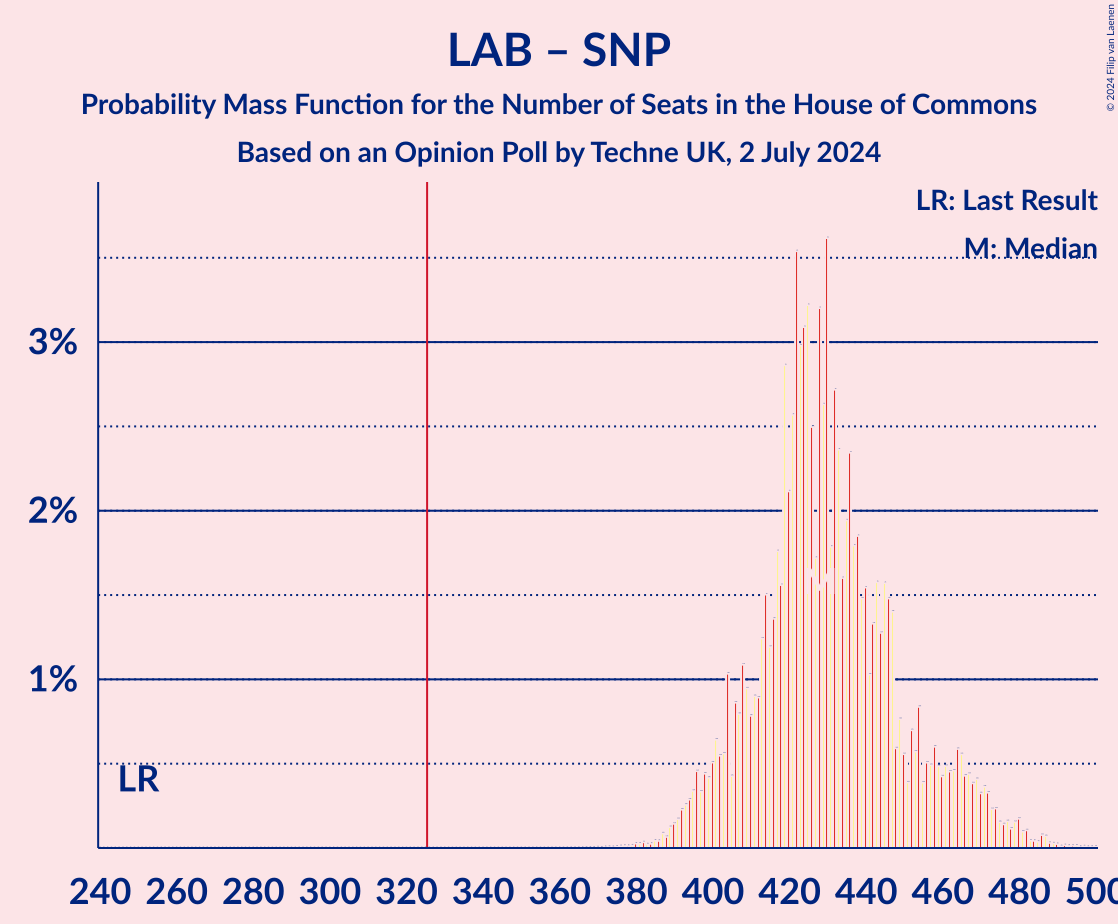 LAB – SNP
Probability Mass Function for the Number of Seats in the House of Commons
Based on an Opinion Poll by Techne UK, 2 July 2024
© 2024 Filip van Laenen
LR: Last Result
M: Median
3%
2%
1%
LR
240 260 280 300 320 340 360 380 400 420 440 460 480 500